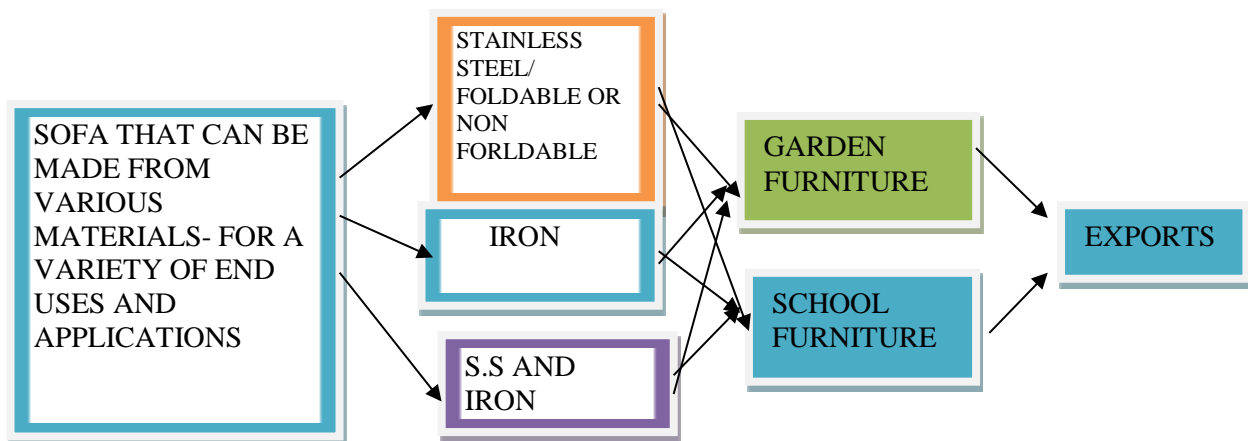 SOFA THAT CAN BE
MADE FROM
VARIOUS
MATERIALS- FOR A
VARIETY OF END
USES AND
APPLICATIONS
STAINLESS
STEEL/
FOLDABLE OR
NON
FORLDABLE
IRON
S.S AND
IRON
GARDEN
FURNITURE
SCHOOL
FURNITURE
EXPORTS